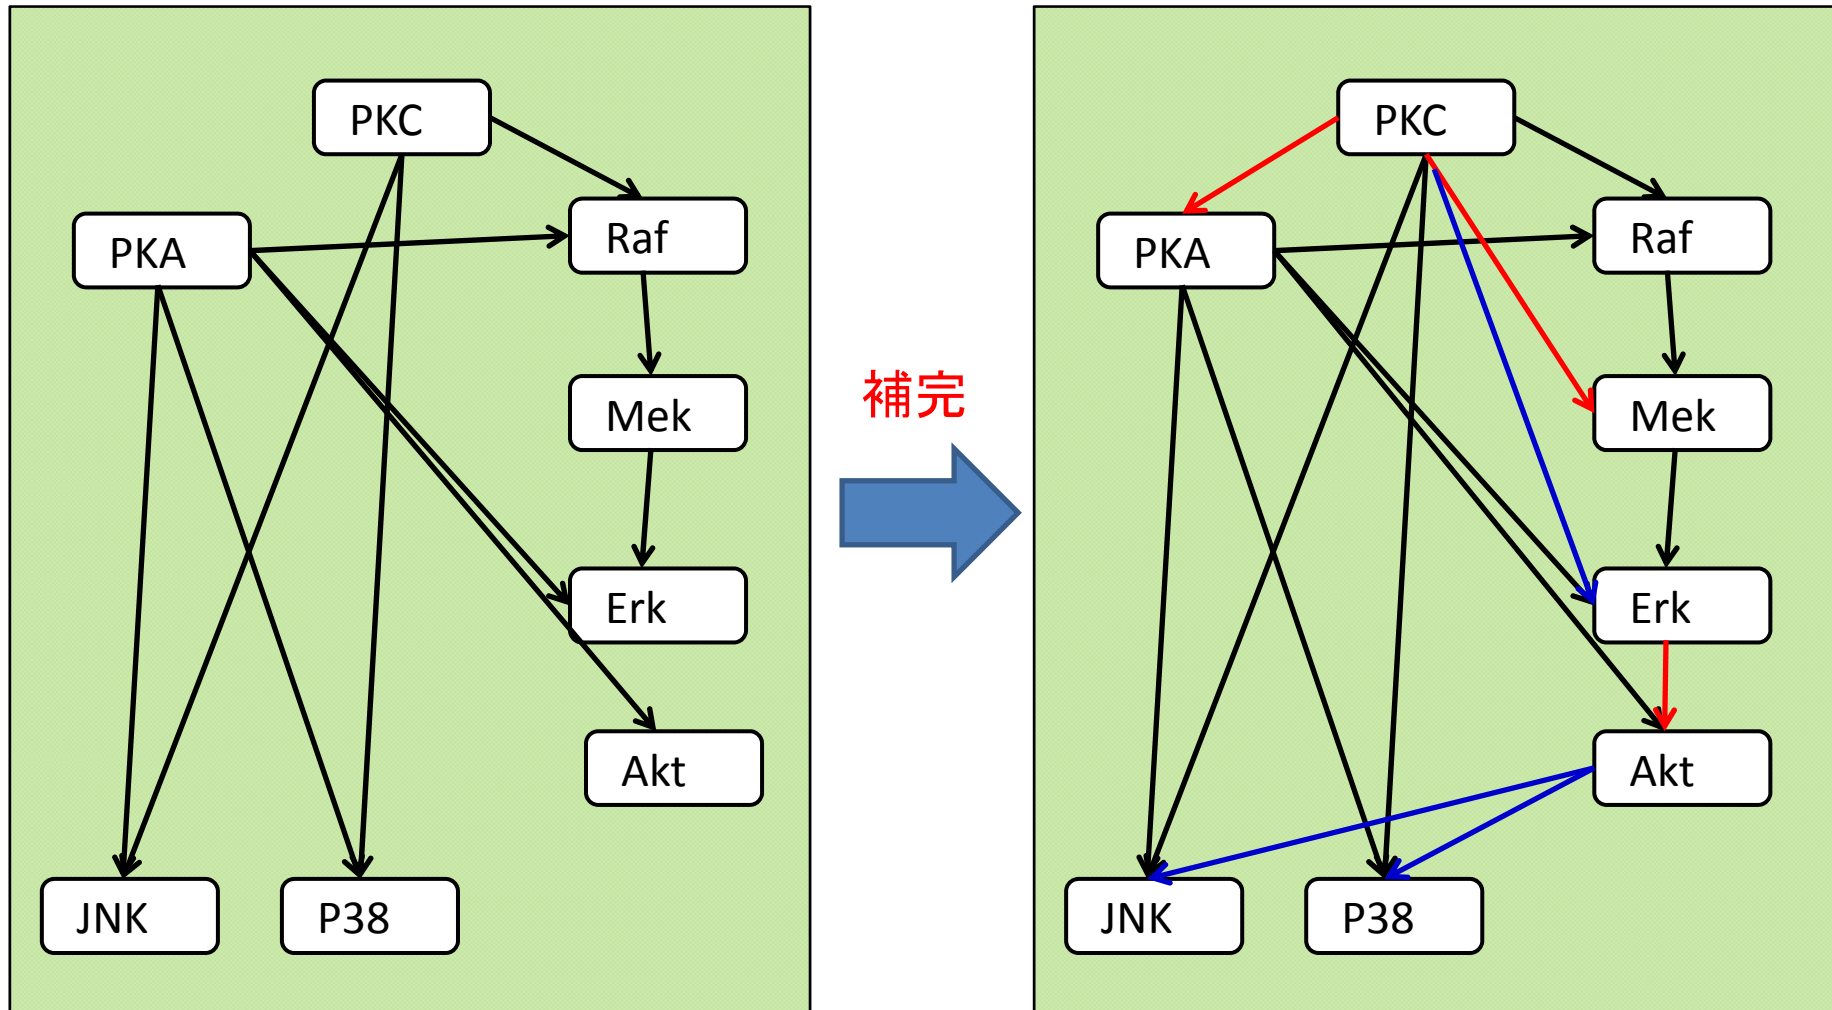 PKC
PKA
Raf
Mek
Erk
Akt
JNK
P38
補完
PKC
PKA
Raf
Mek
Erk
Akt
JNK
P38